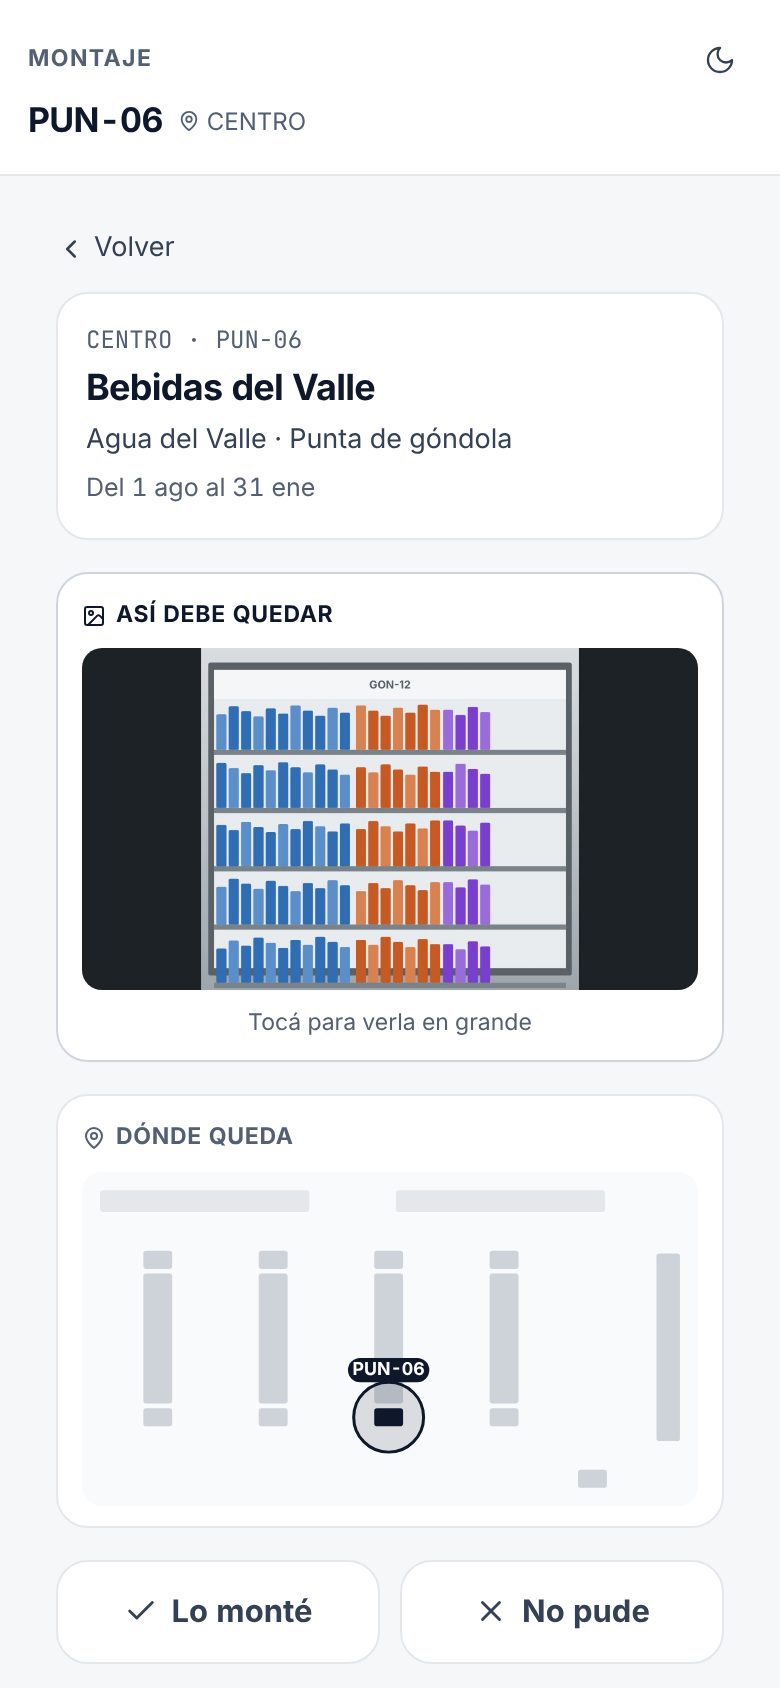 MONTAJE
PUN-06 CENTRO
Volver
CENTRO · PUN-06
Bebidas del Valle
Agua del Valle · Punta de góndola
Del 1 ago al 31 ene
ASÍ DEBE QUEDAR
GON-12
Tocá para verla en grande
DÓNDE QUEDA
PUN-06
Lo monté
No pude